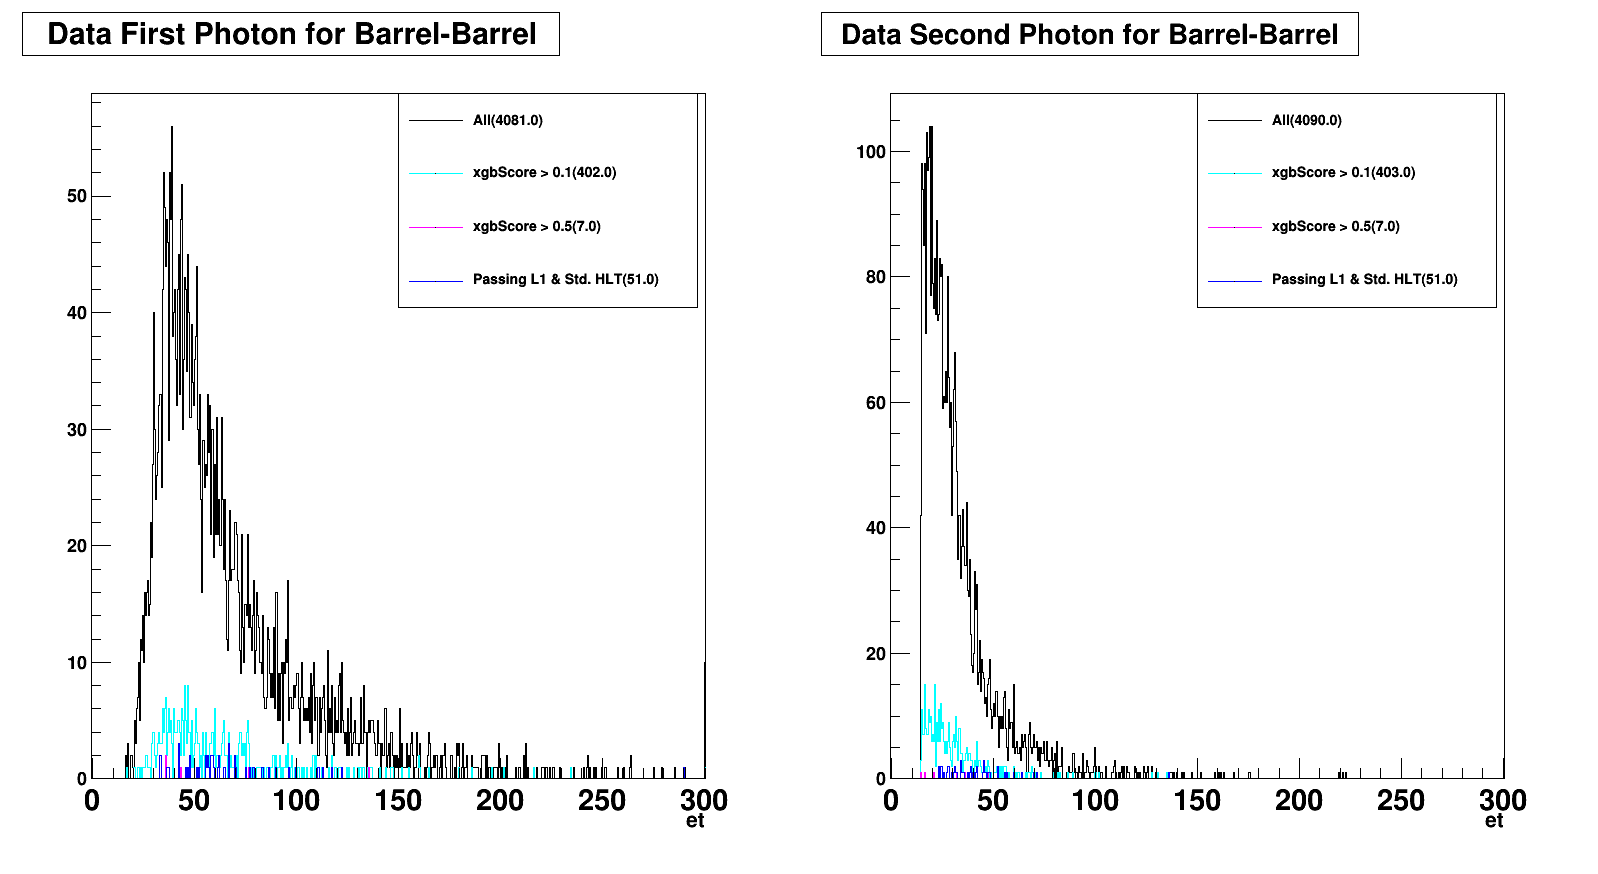 Data First Photon for Barrel-Barrel
All(4081.0)
xgbScore > 0.1(402.0)
xgbScore > 0.5(7.0)
Passing L1 & Std. HLT(51.0)
50
40
30
20
10
0
0 50 100 150 200 250 300
et
Data Second Photon for Barrel-Barrel
All(4090.0)
xgbScore > 0.1(403.0)
xgbScore > 0.5(7.0)
Passing L1 & Std. HLT(51.0)
100
80
60
40
20
0
0 50 100 150 200 250 300
et